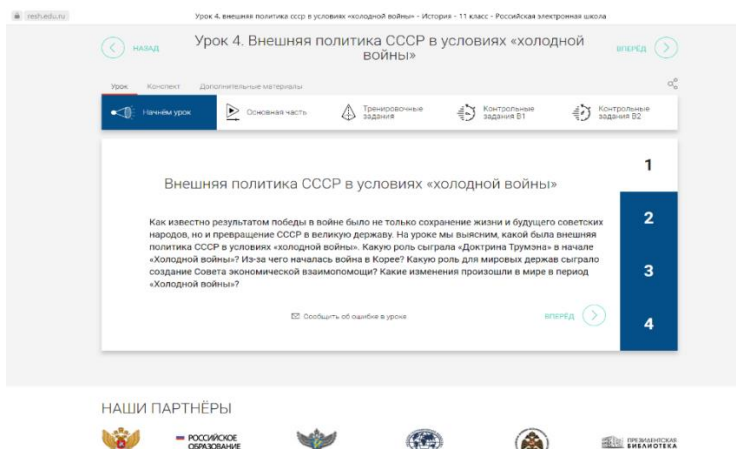 resh.edu.ru
Урок 4. внешняя политика ссср в условиях «холодной войны» - История - 11 класс - Российская электронная школа
НАЗАД
Урок 4. Внешняя политика СССР в условиях «холодной
войны»
ВПЕРЁД
Урок Конспект Дополнительные материалы
Начнём урок
Основная часть
Тренировочные
задания
Контрольные
задания В1
Контрольные
задания В2
1
Внешняя политика СССР в условиях «холодной войны»
Как известно результатом победы в войне было не только сохранение жизни и будущего советских
народов, но и превращение СССР в великую державу. На уроке мы выясним, какой была внешняя
политика СССР в условиях «холодной войны». Какую роль сыграла «Доктрина Трумэна» в начале
«Холодной войны»? Из-за чего началась война в Корее? Какую роль для мировых держав сыграло
создание Совета экономической взаимопомощи? Какие изменения произошли в мире в период
«Холодной войны»?
2
3
4
Сообщить об ошибке в уроке
ВПЕРЁД
НАШИ ПАРТНЁРЫ
РОССИЙСКОЕ
ОБРАЗОВАНИЕ
ПРЕЗИДЕНТСКАЯ
БИБЛИОТЕКА